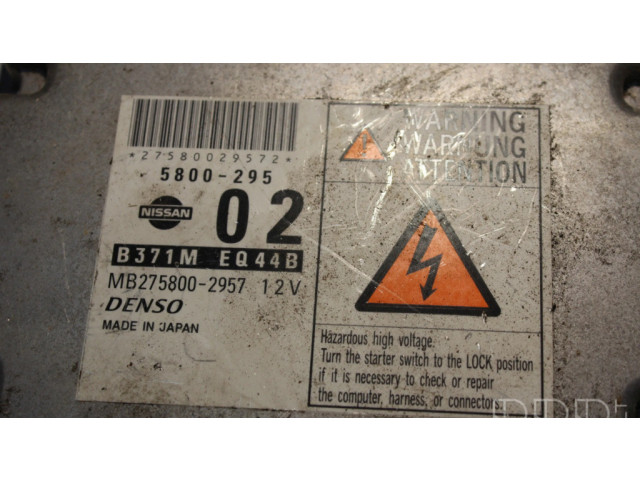 *27580029572*
5800-295
NISSAN
02
B371M EQ44B
MB275800-2957 12V
DENSO
MADE IN JAPAN
WARNING
WARNUNG
ATTENTION
Hazardous high voltage.
Turn the starter switch to the LOCK position
if it is necessary to check or repair
the computer, harness, or connectors.